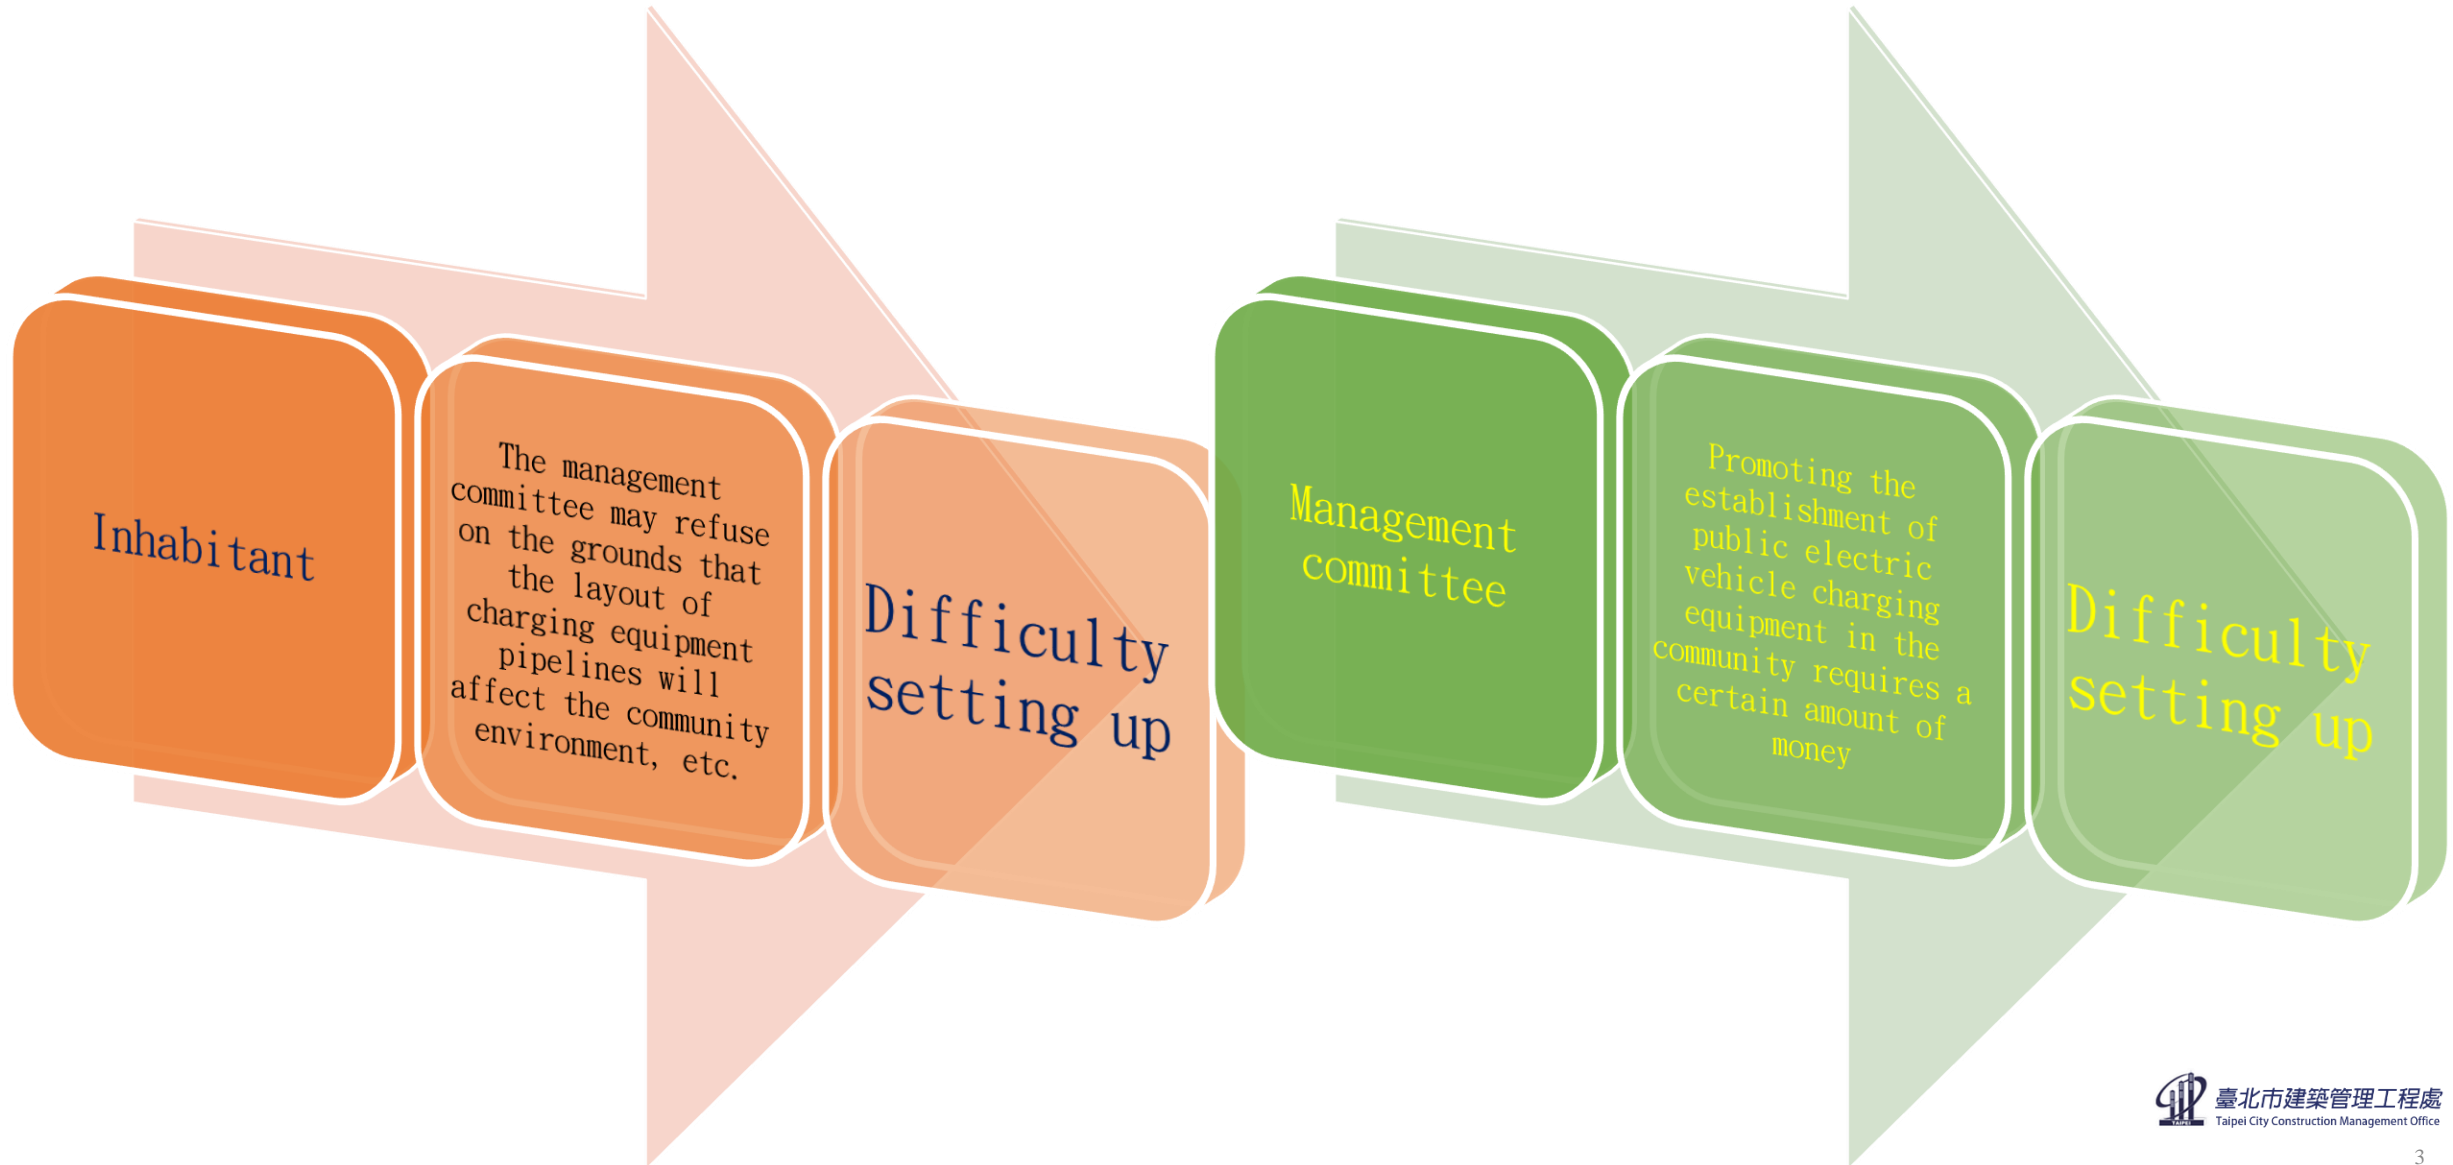 Inhabitant
The management
committee may refuse
on the grounds that
the layout of
charging equipment
pipelines will
affect the community
environment, etc.
Difficulty
setting up
Management
committee
Promoting the
establishment of
public electric
vehicle charging
equipment in the
community requires a
certain amount of
money
Difficulty
setting up
TAIPEI
臺北市建築管理工程處
Taipei City Construction Management Office
3